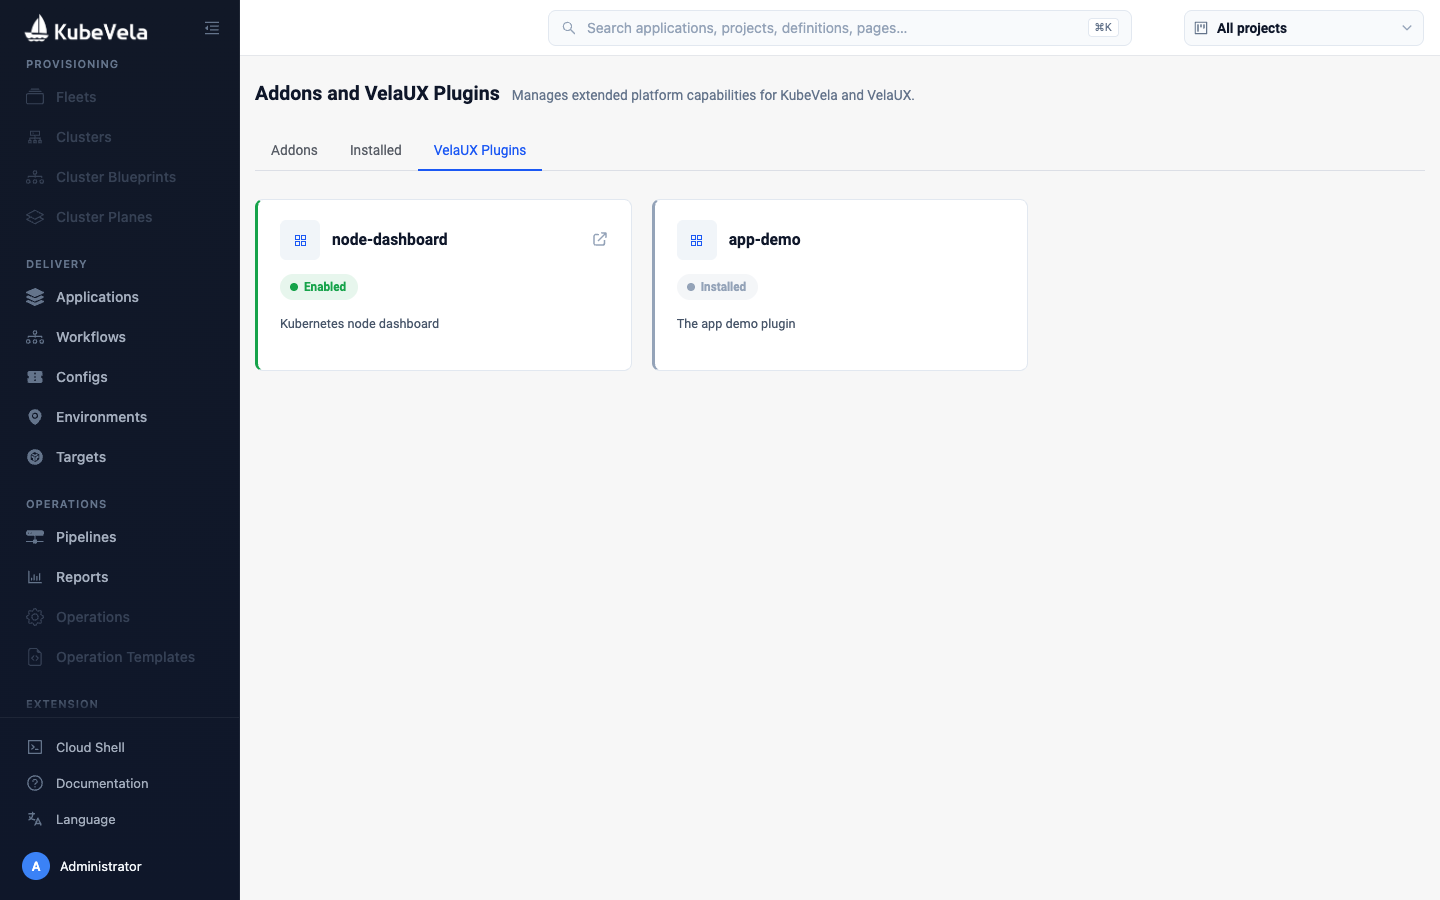 KubeVela
Search applications, projects, definitions, pages...
⌘K
All projects
PROVISIONING
Fleets
Clusters
Cluster Blueprints
Cluster Planes
DELIVERY
Applications
Workflows
Configs
Environments
Targets
OPERATIONS
Pipelines
Reports
Operations
Operation Templates
EXTENSION
Cloud Shell
Documentation
Language
A Administrator
Addons and VelaUX Plugins Manages extended platform capabilities for KubeVela and VelaUX.
Addons Installed VelaUX Plugins
node-dashboard
Enabled
Kubernetes node dashboard
app-demo
Installed
The app demo plugin